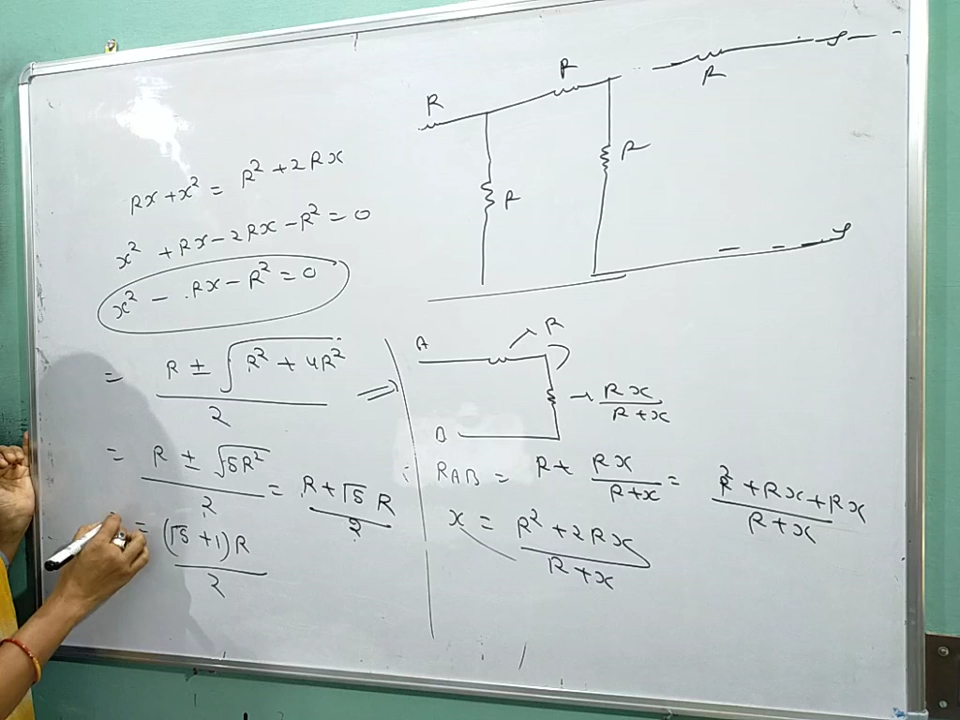 R R R
R R
Rx + x² = R² + 2Rx
x² + Rx - 2Rx - R² = 0
x² - Rx - R² = 0
= R ± √R² + 4R² / 2 ⇒
= R ± √5R² / 2 = R + √5 R / 2
= (√5 + 1)R / 2
A → R
→ Rx / R + x
B
RAB = R + Rx / R + x = R² + Rx + Rx / R + x
x = R² + 2Rx / R + x